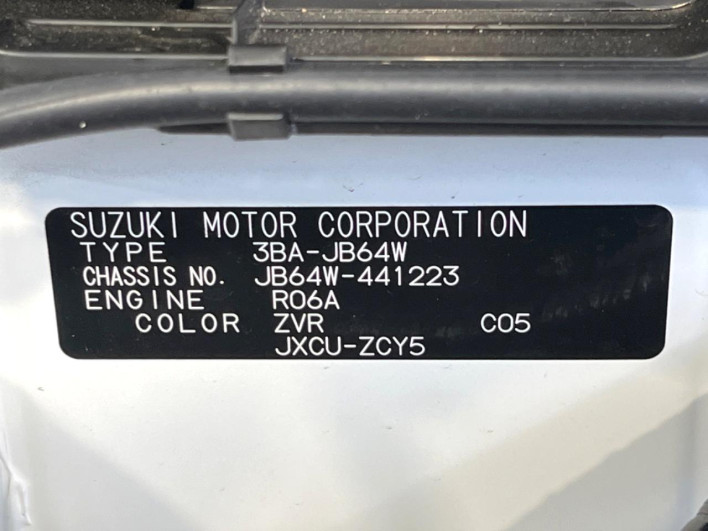 SUZUKI MOTOR CORPORATION
TYPE 3BA-JB64W
CHASSIS NO. JB64W-441223
ENGINE R06A
COLOR ZVR C05
JXCU-ZCY5